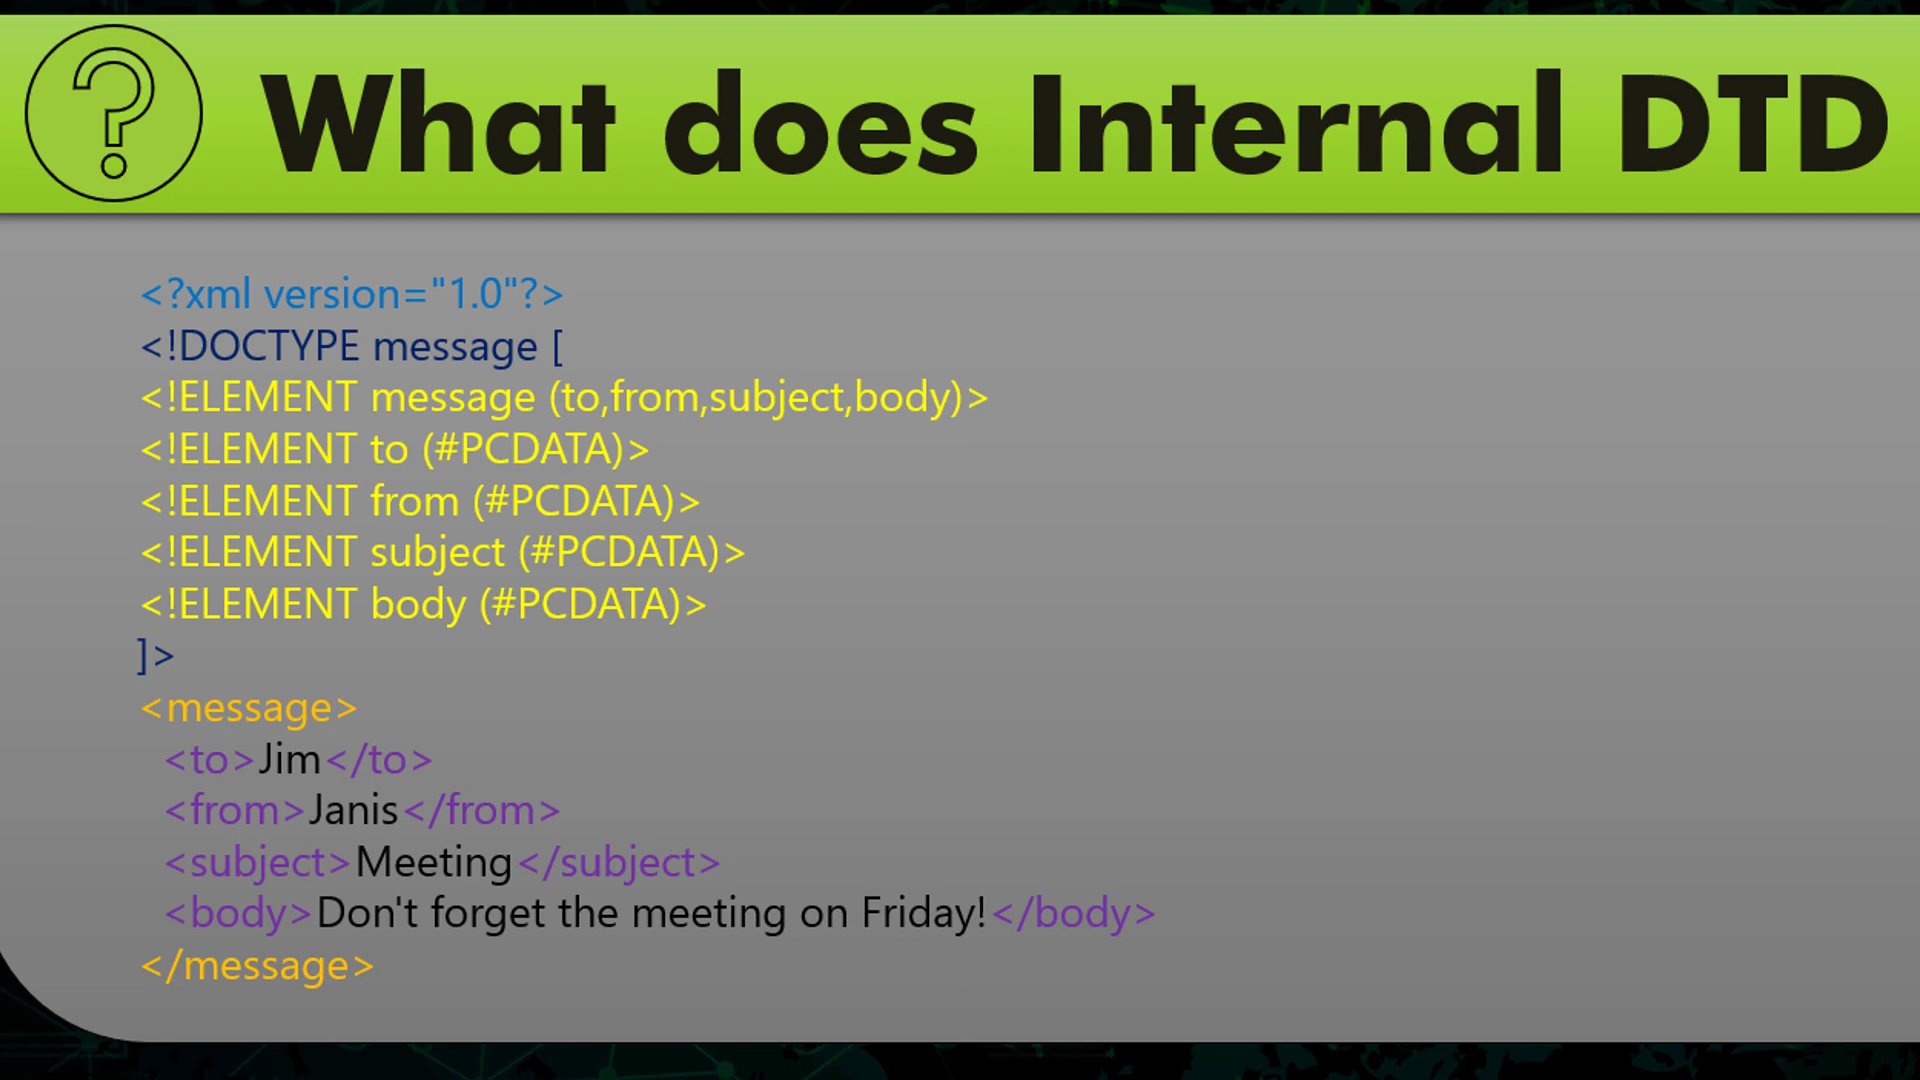 What does Internal DTD
<?xml version="1.0"?>
<!DOCTYPE message [
<!ELEMENT message (to,from,subject,body)>
<!ELEMENT to (#PCDATA)>
<!ELEMENT from (#PCDATA)>
<!ELEMENT subject (#PCDATA)>
<!ELEMENT body (#PCDATA)>
]>
<message>
<to>Jim</to>
<from>Janis</from>
<subject>Meeting</subject>
<body>Don't forget the meeting on Friday!</body>
</message>